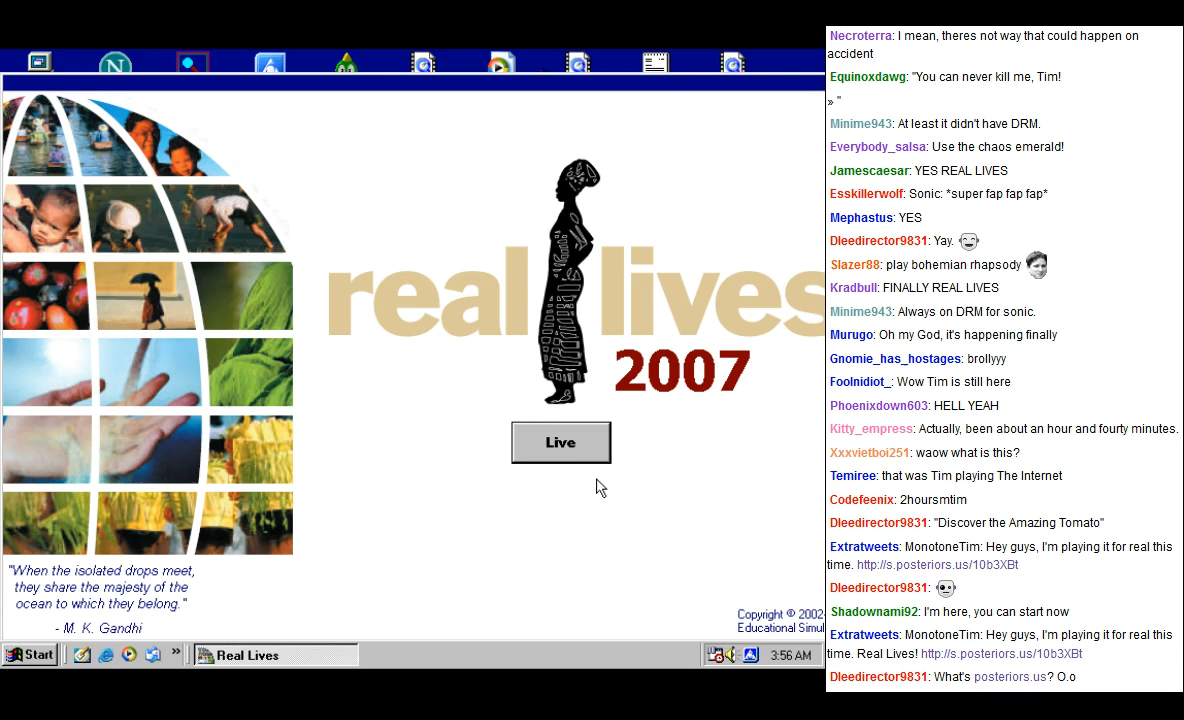 real lives
2007
Live
"When the isolated drops meet,
they share the majesty of the
ocean to which they belong."
- M. K. Gandhi
Copyright © 2002
Educational Simul
Start
»
Real Lives
3:56 AM
Necroterra: I mean, theres not way that could happen on
accident
Equinoxdawg: "You can never kill me, Tim!
» "
Minime943: At least it didn't have DRM.
Everybody_salsa: Use the chaos emerald!
Jamescaesar: YES REAL LIVES
Esskillerwolf: Sonic: *super fap fap fap*
Mephastus: YES
Dleedirector9831: Yay.
Slazer88: play bohemian rhapsody
Kradbull: FINALLY REAL LIVES
Minime943: Always on DRM for sonic.
Murugo: Oh my God, it's happening finally
Gnomie_has_hostages: brollyyy
Foolnidiot_: Wow Tim is still here
Phoenixdown603: HELL YEAH
Kitty_empress: Actually, been about an hour and fourty minutes.
Xxxvietboi251: waow what is this?
Temiree: that was Tim playing The Internet
Codefeenix: 2hoursmtim
Dleedirector9831: "Discover the Amazing Tomato"
Extratweets: MonotoneTim: Hey guys, I'm playing it for real this
time. http://s.posteriors.us/10b3XBt
Dleedirector9831:
Shadownami92: I'm here, you can start now
Extratweets: MonotoneTim: Hey guys, I'm playing it for real this
time. Real Lives! http://s.posteriors.us/10b3XBt
Dleedirector9831: What's posteriors.us? O.o